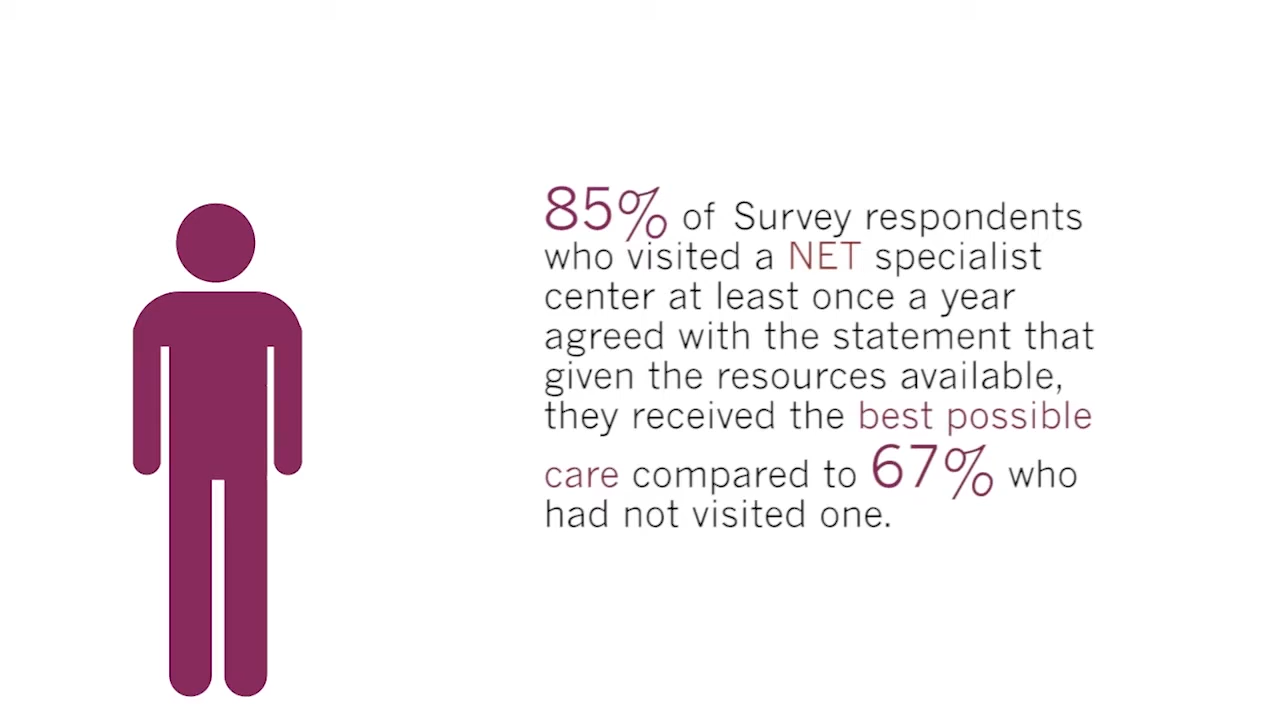 85% of Survey respondents
who visited a NET specialist
center at least once a year
agreed with the statement that
given the resources available,
they received the best possible
care compared to 67% who
had not visited one.